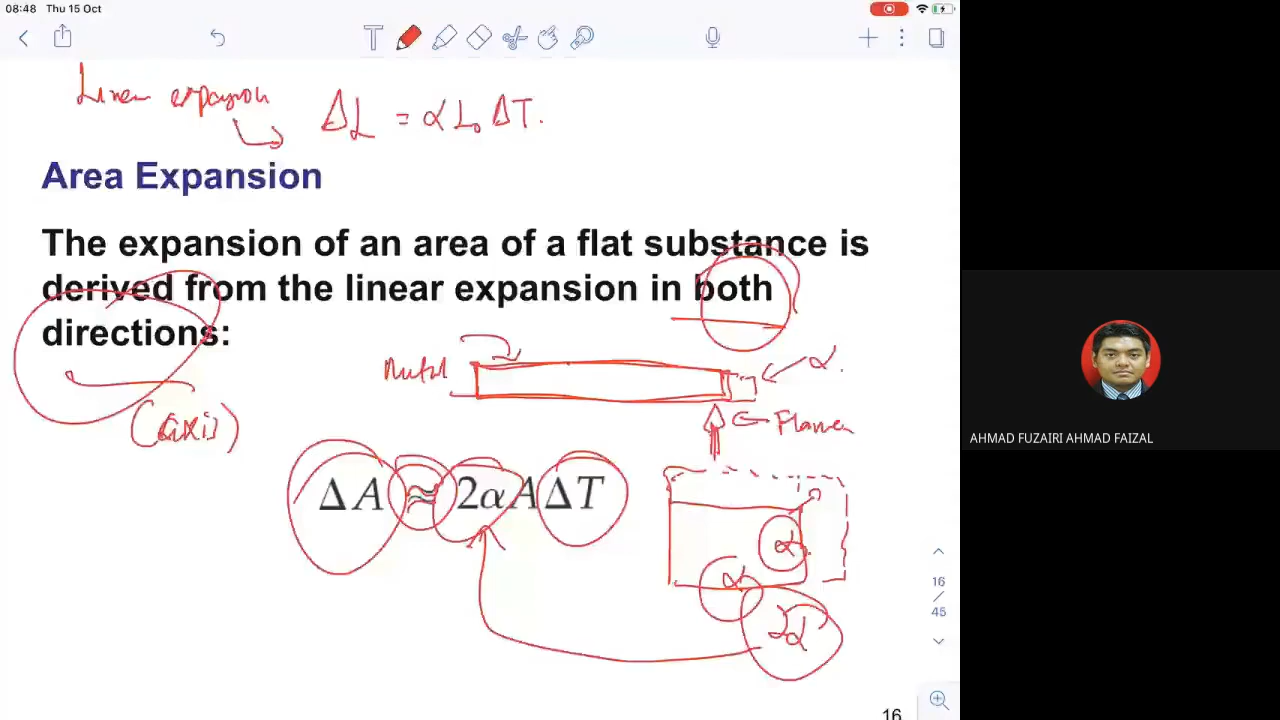 08:48 Thu 15 Oct
Linear expansion
ΔL = αL₀ΔT.
Area Expansion
The expansion of an area of a flat substance is
derived from the linear expansion in both
directions:
Metal
α.
(axis)
Flame
ΔA ≈ 2αAΔT
α
α
2α
16
/
45
16
AHMAD FUZAIRI AHMAD FAIZAL